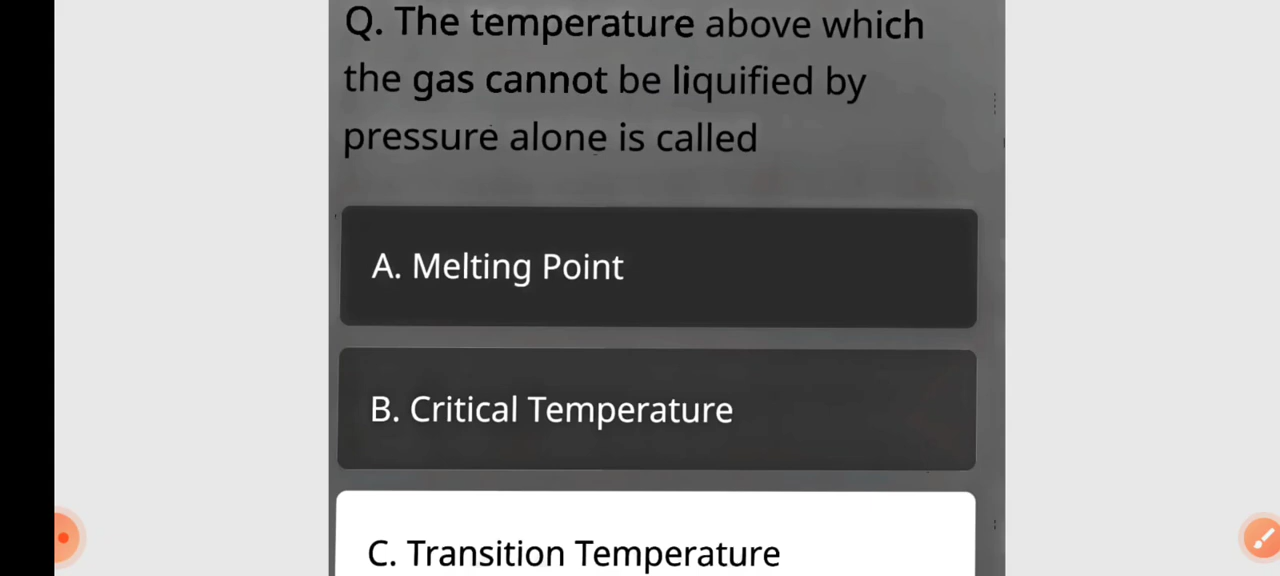 Q. The temperature above which
the gas cannot be liquified by
pressure alone is called
A. Melting Point
B. Critical Temperature
C. Transition Temperature